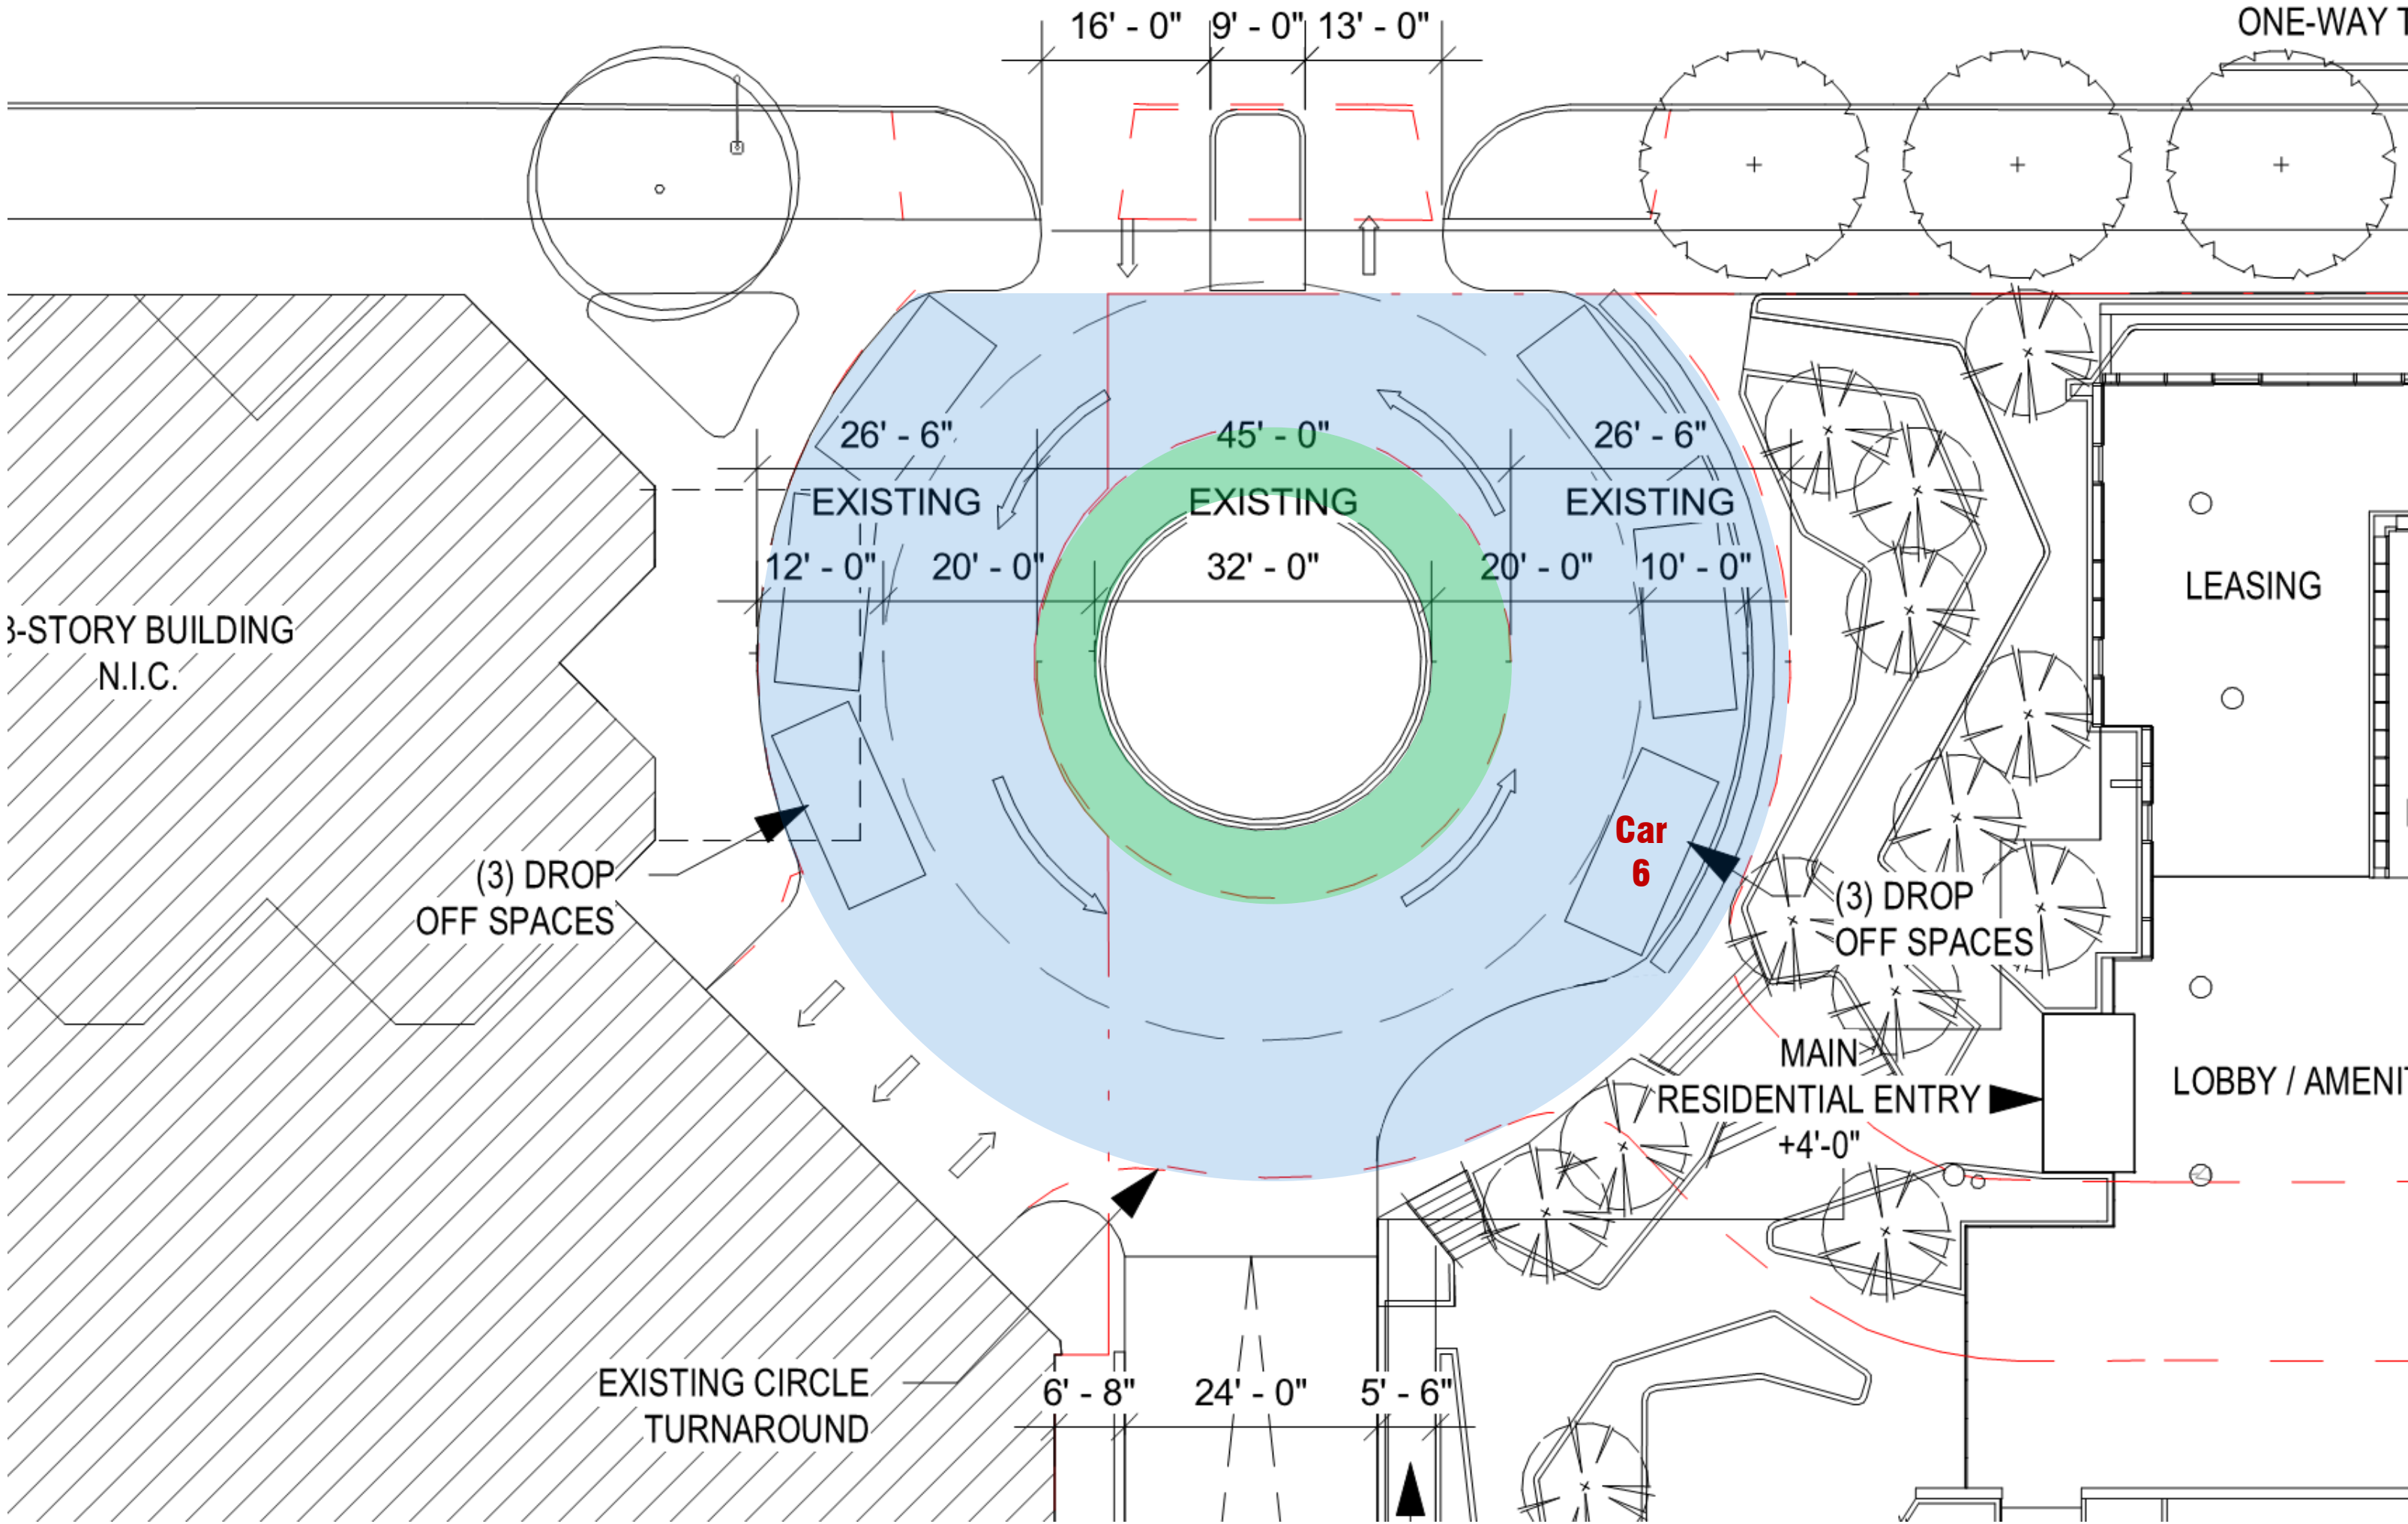 ONE-WAY
16' - 0" 9' - 0" 13' - 0"
26' - 6" 45' - 0" 26' - 6"
EXISTING EXISTING EXISTING
12' - 0" 20' - 0" 32' - 0" 20' - 0" 10' - 0"
LEASING
-STORY BUILDING
N.I.C.
Car
6
(3) DROP
OFF SPACES
(3) DROP
OFF SPACES
MAIN
RESIDENTIAL ENTRY
+4'-0"
LOBBY / AMENI
EXISTING CIRCLE
TURNAROUND
6' - 8" 24' - 0" 5' - 6"